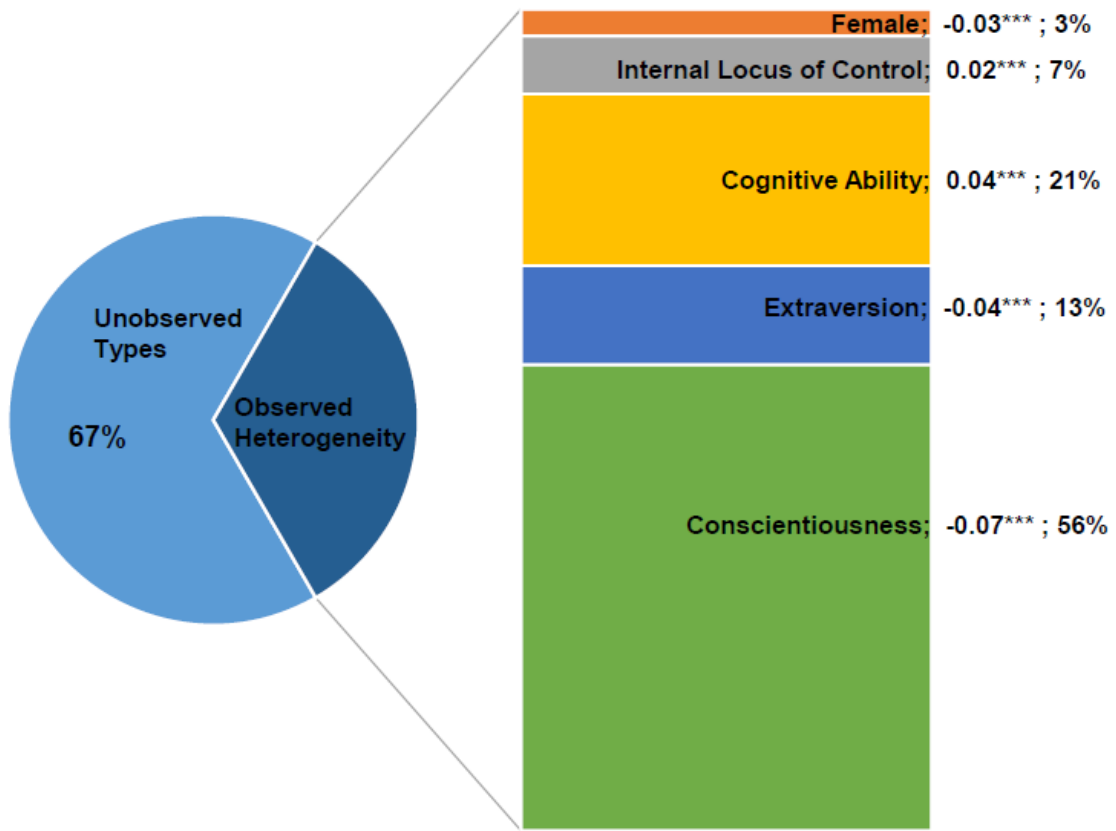 Female; -0.03*** ; 3%
Internal Locus of Control; 0.02*** ; 7%
Cognitive Ability; 0.04*** ; 21%
Extraversion; -0.04*** ; 13%
Conscientiousness; -0.07*** ; 56%
Unobserved
Types
67%
Observed
Heterogeneity